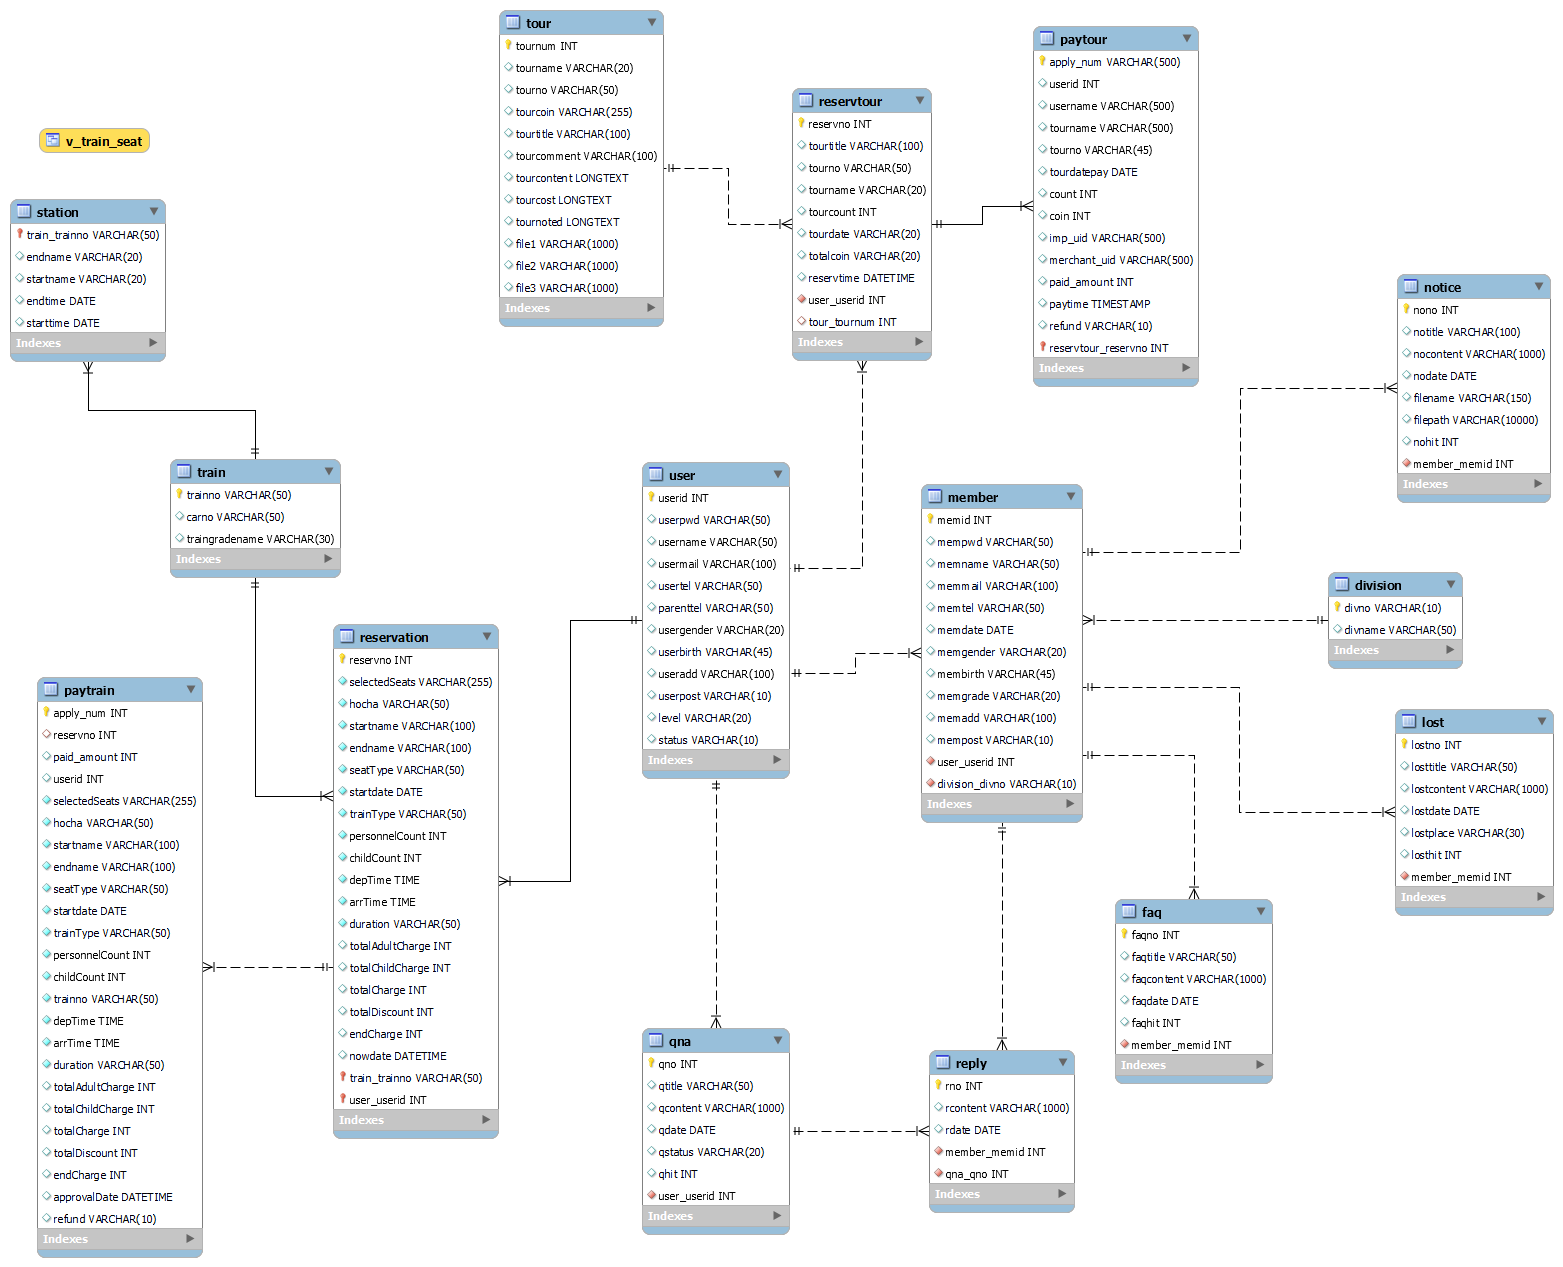 tour
tournum INT
tourname VARCHAR(20)
tourno VARCHAR(50)
tourcoin VARCHAR(255)
tourtitle VARCHAR(100)
tourcomment VARCHAR(100)
tourcontent LONGTEXT
tourcost LONGTEXT
tournoted LONGTEXT
file1 VARCHAR(1000)
file2 VARCHAR(1000)
file3 VARCHAR(1000)
Indexes
paytour
apply_num VARCHAR(500)
userid INT
username VARCHAR(500)
tourname VARCHAR(500)
tourno VARCHAR(45)
tourdatepay DATE
count INT
coin INT
imp_uid VARCHAR(500)
merchant_uid VARCHAR(500)
paid_amount INT
paytime TIMESTAMP
refund VARCHAR(10)
reservtour_reservno INT
Indexes
reservtour
reservno INT
tourtitle VARCHAR(100)
tourno VARCHAR(50)
tourname VARCHAR(20)
tourcount INT
tourdate VARCHAR(20)
totalcoin VARCHAR(20)
reservtime DATETIME
user_userid INT
tour_tournum INT
Indexes
v_train_seat
station
train_trainno VARCHAR(50)
endname VARCHAR(20)
startname VARCHAR(20)
endtime DATE
starttime DATE
Indexes
notice
nono INT
notitle VARCHAR(100)
nocontent VARCHAR(1000)
nodate DATE
filename VARCHAR(150)
filepath VARCHAR(10000)
nohit INT
member_memid INT
Indexes
train
trainno VARCHAR(50)
carno VARCHAR(50)
traingradename VARCHAR(30)
Indexes
user
userid INT
userpwd VARCHAR(50)
username VARCHAR(50)
usermail VARCHAR(100)
usertel VARCHAR(50)
parenttel VARCHAR(50)
usergender VARCHAR(20)
userbirth VARCHAR(45)
useradd VARCHAR(100)
userpost VARCHAR(10)
level VARCHAR(20)
status VARCHAR(10)
Indexes
member
memid INT
mempwd VARCHAR(50)
memname VARCHAR(50)
memmail VARCHAR(100)
memtel VARCHAR(50)
memdate DATE
memgender VARCHAR(20)
membirth VARCHAR(45)
memgrade VARCHAR(20)
memadd VARCHAR(100)
mempost VARCHAR(10)
user_userid INT
division_divno VARCHAR(10)
Indexes
division
divno VARCHAR(10)
divname VARCHAR(50)
Indexes
reservation
reservno INT
selectedSeats VARCHAR(255)
hocha VARCHAR(50)
startname VARCHAR(100)
endname VARCHAR(100)
seatType VARCHAR(50)
startdate DATE
trainType VARCHAR(50)
personnelCount INT
childCount INT
depTime TIME
arrTime TIME
duration VARCHAR(50)
totalAdultCharge INT
totalChildCharge INT
totalCharge INT
totalDiscount INT
endCharge INT
nowdate DATETIME
train_trainno VARCHAR(50)
user_userid INT
Indexes
paytrain
apply_num INT
reservno INT
paid_amount INT
userid INT
selectedSeats VARCHAR(255)
hocha VARCHAR(50)
startname VARCHAR(100)
endname VARCHAR(100)
seatType VARCHAR(50)
startdate DATE
trainType VARCHAR(50)
personnelCount INT
childCount INT
trainno VARCHAR(50)
depTime TIME
arrTime TIME
duration VARCHAR(50)
totalAdultCharge INT
totalChildCharge INT
totalCharge INT
totalDiscount INT
endCharge INT
approvalDate DATETIME
refund VARCHAR(10)
Indexes
lost
lostno INT
losttitle VARCHAR(50)
lostcontent VARCHAR(1000)
lostdate DATE
lostplace VARCHAR(30)
losthit INT
member_memid INT
Indexes
faq
faqno INT
faqtitle VARCHAR(50)
faqcontent VARCHAR(1000)
faqdate DATE
faqhit INT
member_memid INT
Indexes
qna
qno INT
qtitle VARCHAR(50)
qcontent VARCHAR(1000)
qdate DATE
qstatus VARCHAR(20)
qhit INT
user_userid INT
Indexes
reply
rno INT
rcontent VARCHAR(1000)
rdate DATE
member_memid INT
qna_qno INT
Indexes